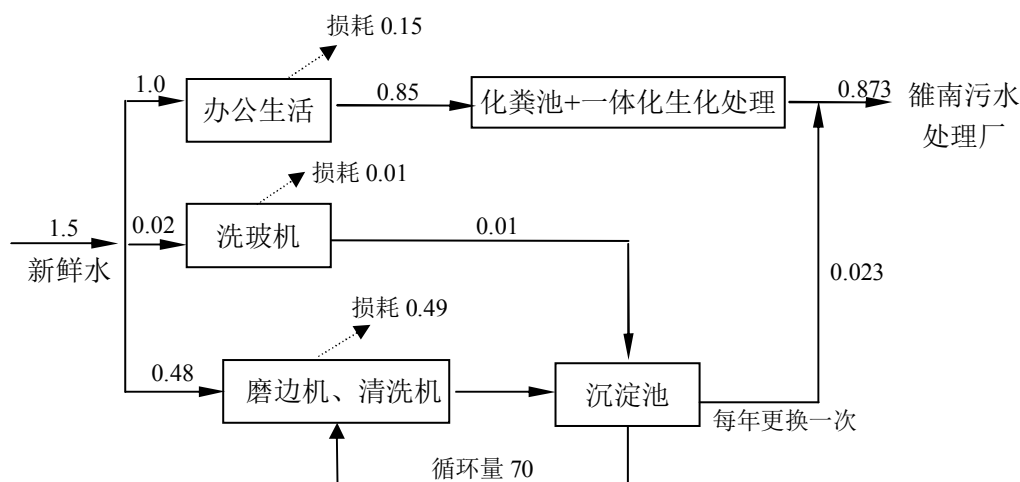 损耗 0.15
1.0
办公生活
0.85
化粪池+一体化生化处理
0.873
雒南污水
处理厂
损耗 0.01
1.5
新鲜水
0.02
洗玻机
0.01
0.023
损耗 0.49
0.48
磨边机、清洗机
沉淀池
每年更换一次
循环量 70